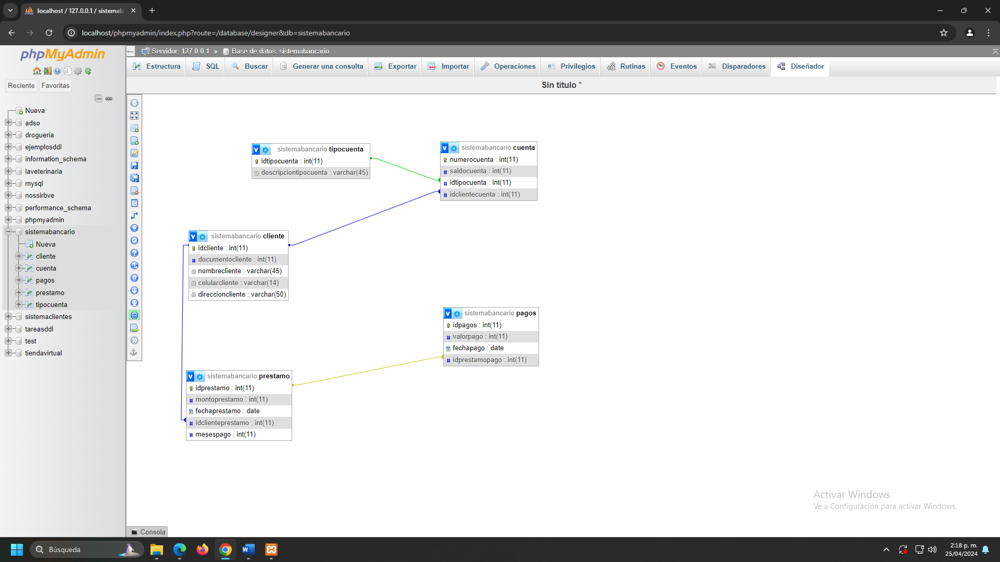 localhost / 127.0.0.1 / sistemab
localhost/phpmyadmin/index.php?route=/database/designer&db=sistemabancario
phpMyAdmin
Reciente
Favoritas
Nueva
adso
drogueria
ejemplosddl
information_schema
laveterinaria
mysql
nossirbve
performance_schema
phpmyadmin
sistemabancario
Nueva
cliente
cuenta
pagos
prestamo
tipocuenta
sistemaclientes
tareasddl
test
tiendavirtual
Servidor: 127.0.0.1 » Base de datos: sistemabancario
Estructura SQL Buscar Generar una consulta Exportar Importar Operaciones Privilegios Rutinas Eventos Disparadores Diseñador
Sin título *
sistemabancario tipocuenta
idtipocuenta : int(11)
descripciontipocuenta : varchar(45)
sistemabancario cuenta
numerocuenta : int(11)
saldocuenta : int(11)
idtipocuenta : int(11)
idclientecuenta : int(11)
sistemabancario cliente
idcliente : int(11)
documentocliente : int(11)
nombrecliente : varchar(45)
celularcliente : varchar(14)
direccioncliente : varchar(50)
sistemabancario pagos
idpagos : int(11)
valorpago : int(11)
fechapago : date
idprestamopago : int(11)
sistemabancario prestamo
idprestamo : int(11)
montoprestamo : int(11)
fechaprestamo : date
idclienteprestamo : int(11)
mesespago : int(11)
Activar Windows
Ve a Configuración para activar Windows.
Consola
Búsqueda
2:18 p. m.
25/04/2024